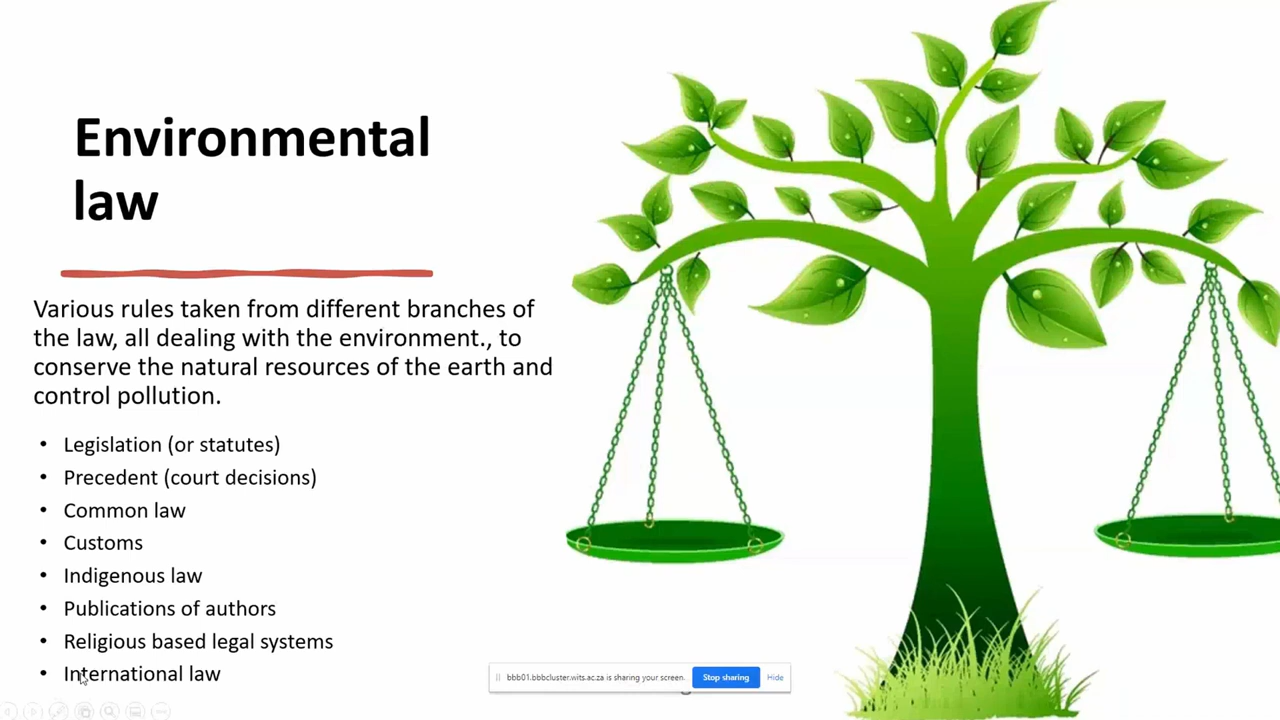 Environmental
law
Various rules taken from different branches of
the law, all dealing with the environment., to
conserve the natural resources of the earth and
control pollution.
• Legislation (or statutes)
• Precedent (court decisions)
• Common law
• Customs
• Indigenous law
• Publications of authors
• Religious based legal systems
• International law
bbb01.bbbcluster.wits.ac.za is sharing your screen. Stop sharing Hide